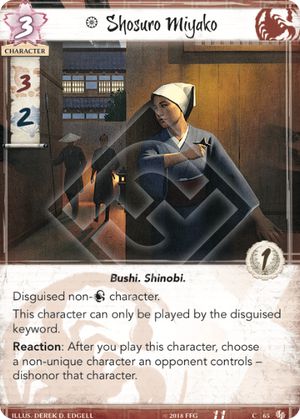 3
Shosuro Miyako
CHARACTER
3
2
1
Bushi. Shinobi.
Disguised non- character.
This character can only be played by the disguised
keyword.
Reaction: After you play this character, choose
a non-unique character an opponent controls –
dishonor that character.
ILLUS. DEREK D. EDGELL © 2018 FFG 11 C 65